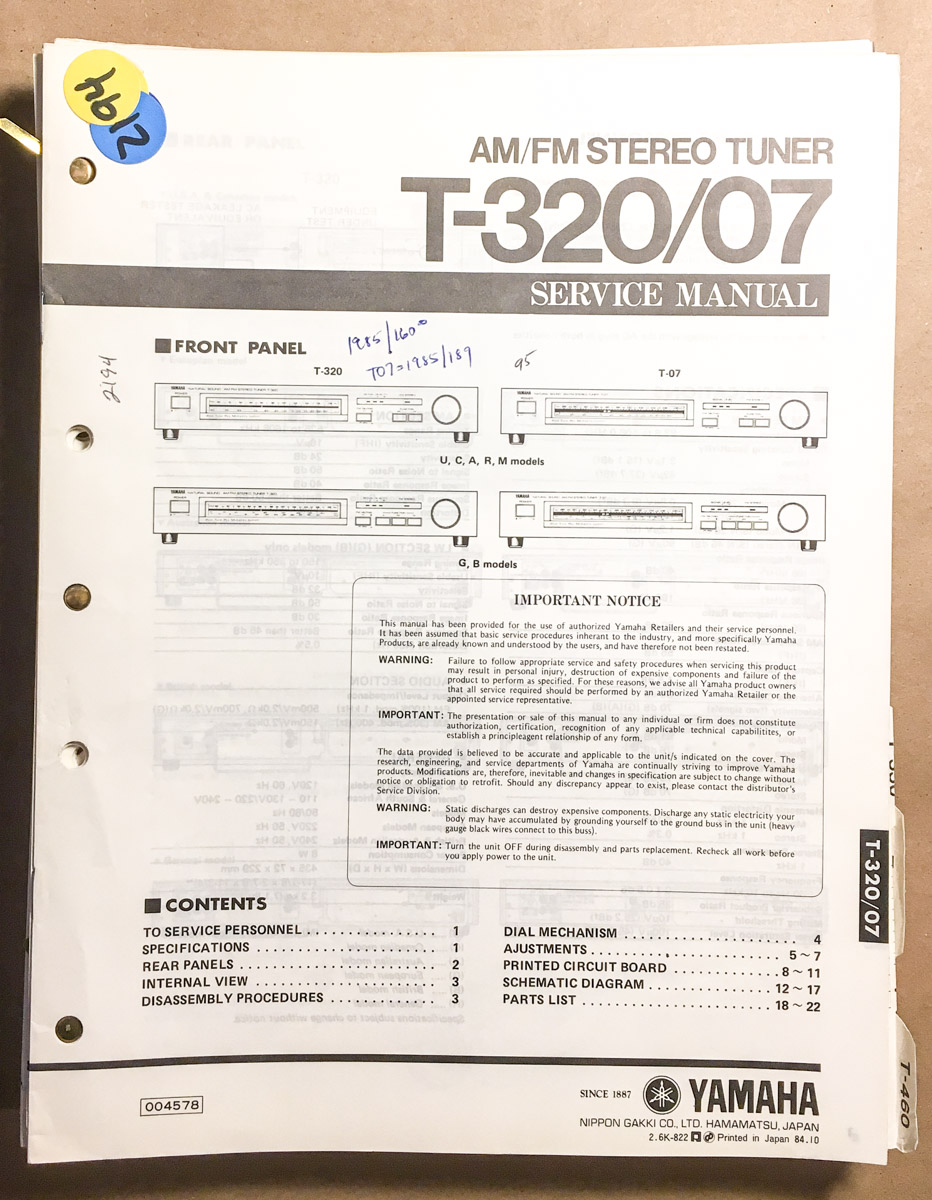 hb12
2194
AM/FM STEREO TUNER
T-320/07
SERVICE MANUAL
■ FRONT PANEL
1985/160.00
T07=1985/189
95
2194
T-320
T-07
U, C, A, R, M models
G, B models
IMPORTANT NOTICE
This manual has been provided for the use of authorized Yamaha Retailers and their service personnel.
It has been assumed that basic service procedures inherant to the industry, and more specifically Yamaha
Products, are already known and understood by the users, and have therefore not been restated.
WARNING: Failure to follow appropriate service and safety procedures when servicing this product
may result in personal injury, destruction of expensive components and failure of the
product to perform as specified. For these reasons, we advise all Yamaha product owners
that all service required should be performed by an authorized Yamaha Retailer or the
appointed service representative.
IMPORTANT: The presentation or sale of this manual to any individual or firm does not constitute
authorization, certification, recognition of any applicable technical capabilitites, or
establish a principleagent relationship of any form.
The data provided is believed to be accurate and applicable to the unit/s indicated on the cover. The
research, engineering, and service departments of Yamaha are continually striving to improve Yamaha
products. Modifications are, therefore, inevitable and changes in specification are subject to change without
notice or obligation to retrofit. Should any discrepancy appear to exist, please contact the distributor's
Service Division.
WARNING: Static discharges can destroy expensive components. Discharge any static electricity your
body may have accumulated by grounding yourself to the ground buss in the unit (heavy
gauge black wires connect to this buss).
IMPORTANT: Turn the unit OFF during disassembly and parts replacement. Recheck all work before
you apply power to the unit.
T-320/07
■ CONTENTS
TO SERVICE PERSONNEL . . . . . . . . . . . . . . . 1
SPECIFICATIONS . . . . . . . . . . . . . . . . . . . . . 1
REAR PANELS . . . . . . . . . . . . . . . . . . . . . . . 2
INTERNAL VIEW . . . . . . . . . . . . . . . . . . . . . 3
DISASSEMBLY PROCEDURES . . . . . . . . . . . . 3
DIAL MECHANISM . . . . . . . . . . . . . . . . . . . . 4
AJUSTMENTS . . . . . . . . . . . . . . . . . . . . . 5 ~ 7
PRINTED CIRCUIT BOARD . . . . . . . . . . . . 8 ~ 11
SCHEMATIC DIAGRAM . . . . . . . . . . . . . . . 12 ~ 17
PARTS LIST . . . . . . . . . . . . . . . . . . . . . 18 ~ 22
T-460
004578
SINCE 1887 YAMAHA
NIPPON GAKKI CO., LTD. HAMAMATSU, JAPAN
2.6K-822 Printed in Japan 84.10